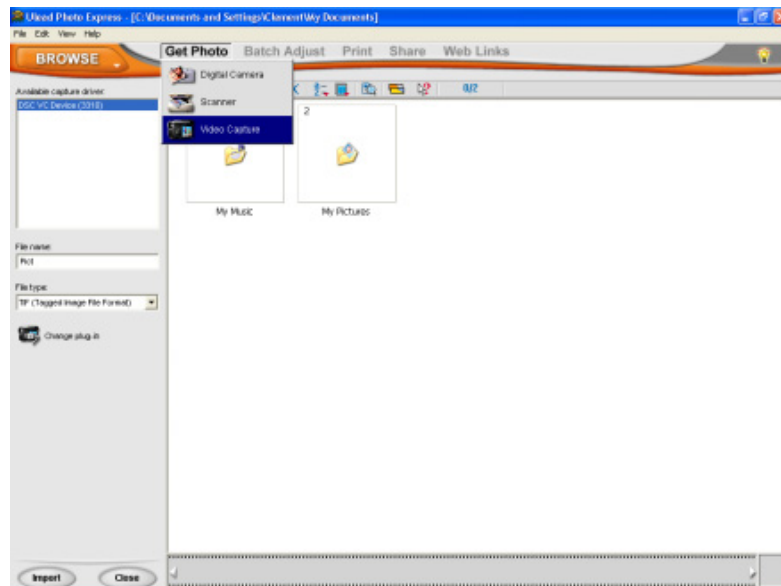 Ulead Photo Express - [C:\Documents and Settings\Clement\My Documents]
File Edit View Help
BROWSE
Get Photo Batch Adjust Print Share Web Links
Digital Camera
Scanner
Video Capture
0/2
Available capture driver:
DSC VC Device (3310)
2
My Music
My Pictures
File name:
Pict
File type:
TIF (Tagged Image File Format)
Change plug-in
Import
Close